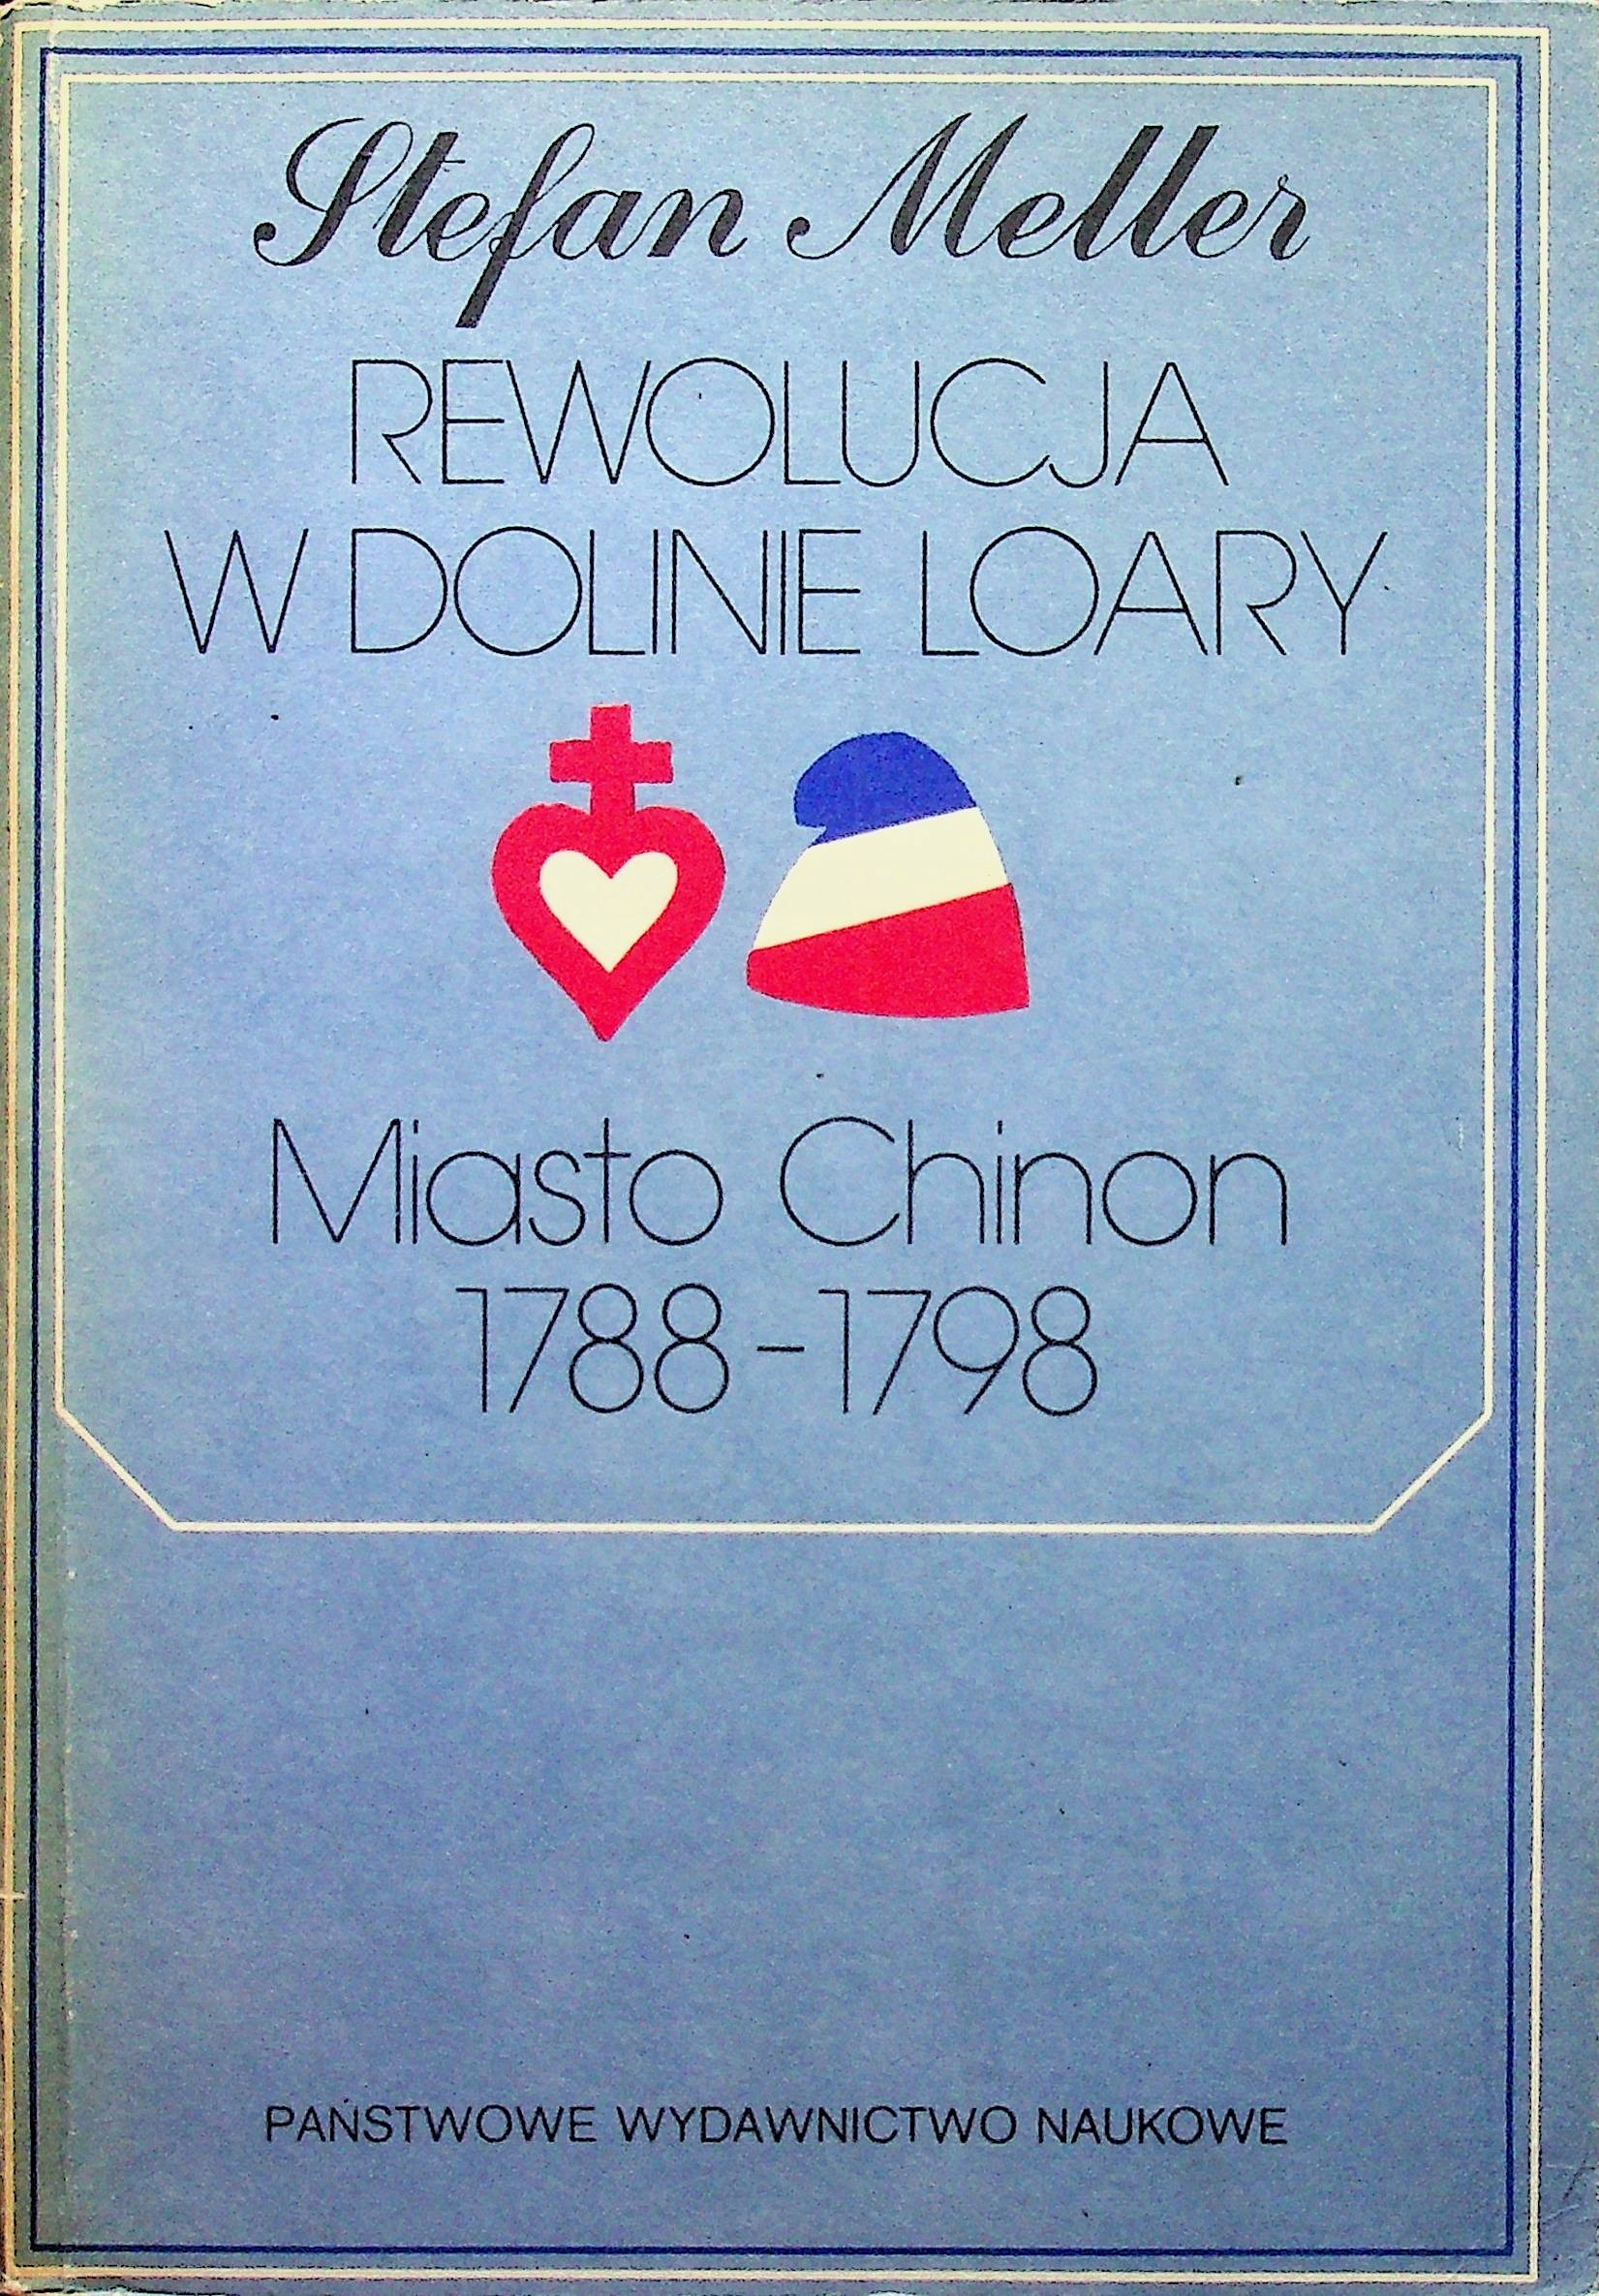 Stefan Meller
REWOLUCJA
W DOLINIE LOARY
Miasto Chinon
1788-1798
PAŃSTWOWE WYDAWNICTWO NAUKOWE